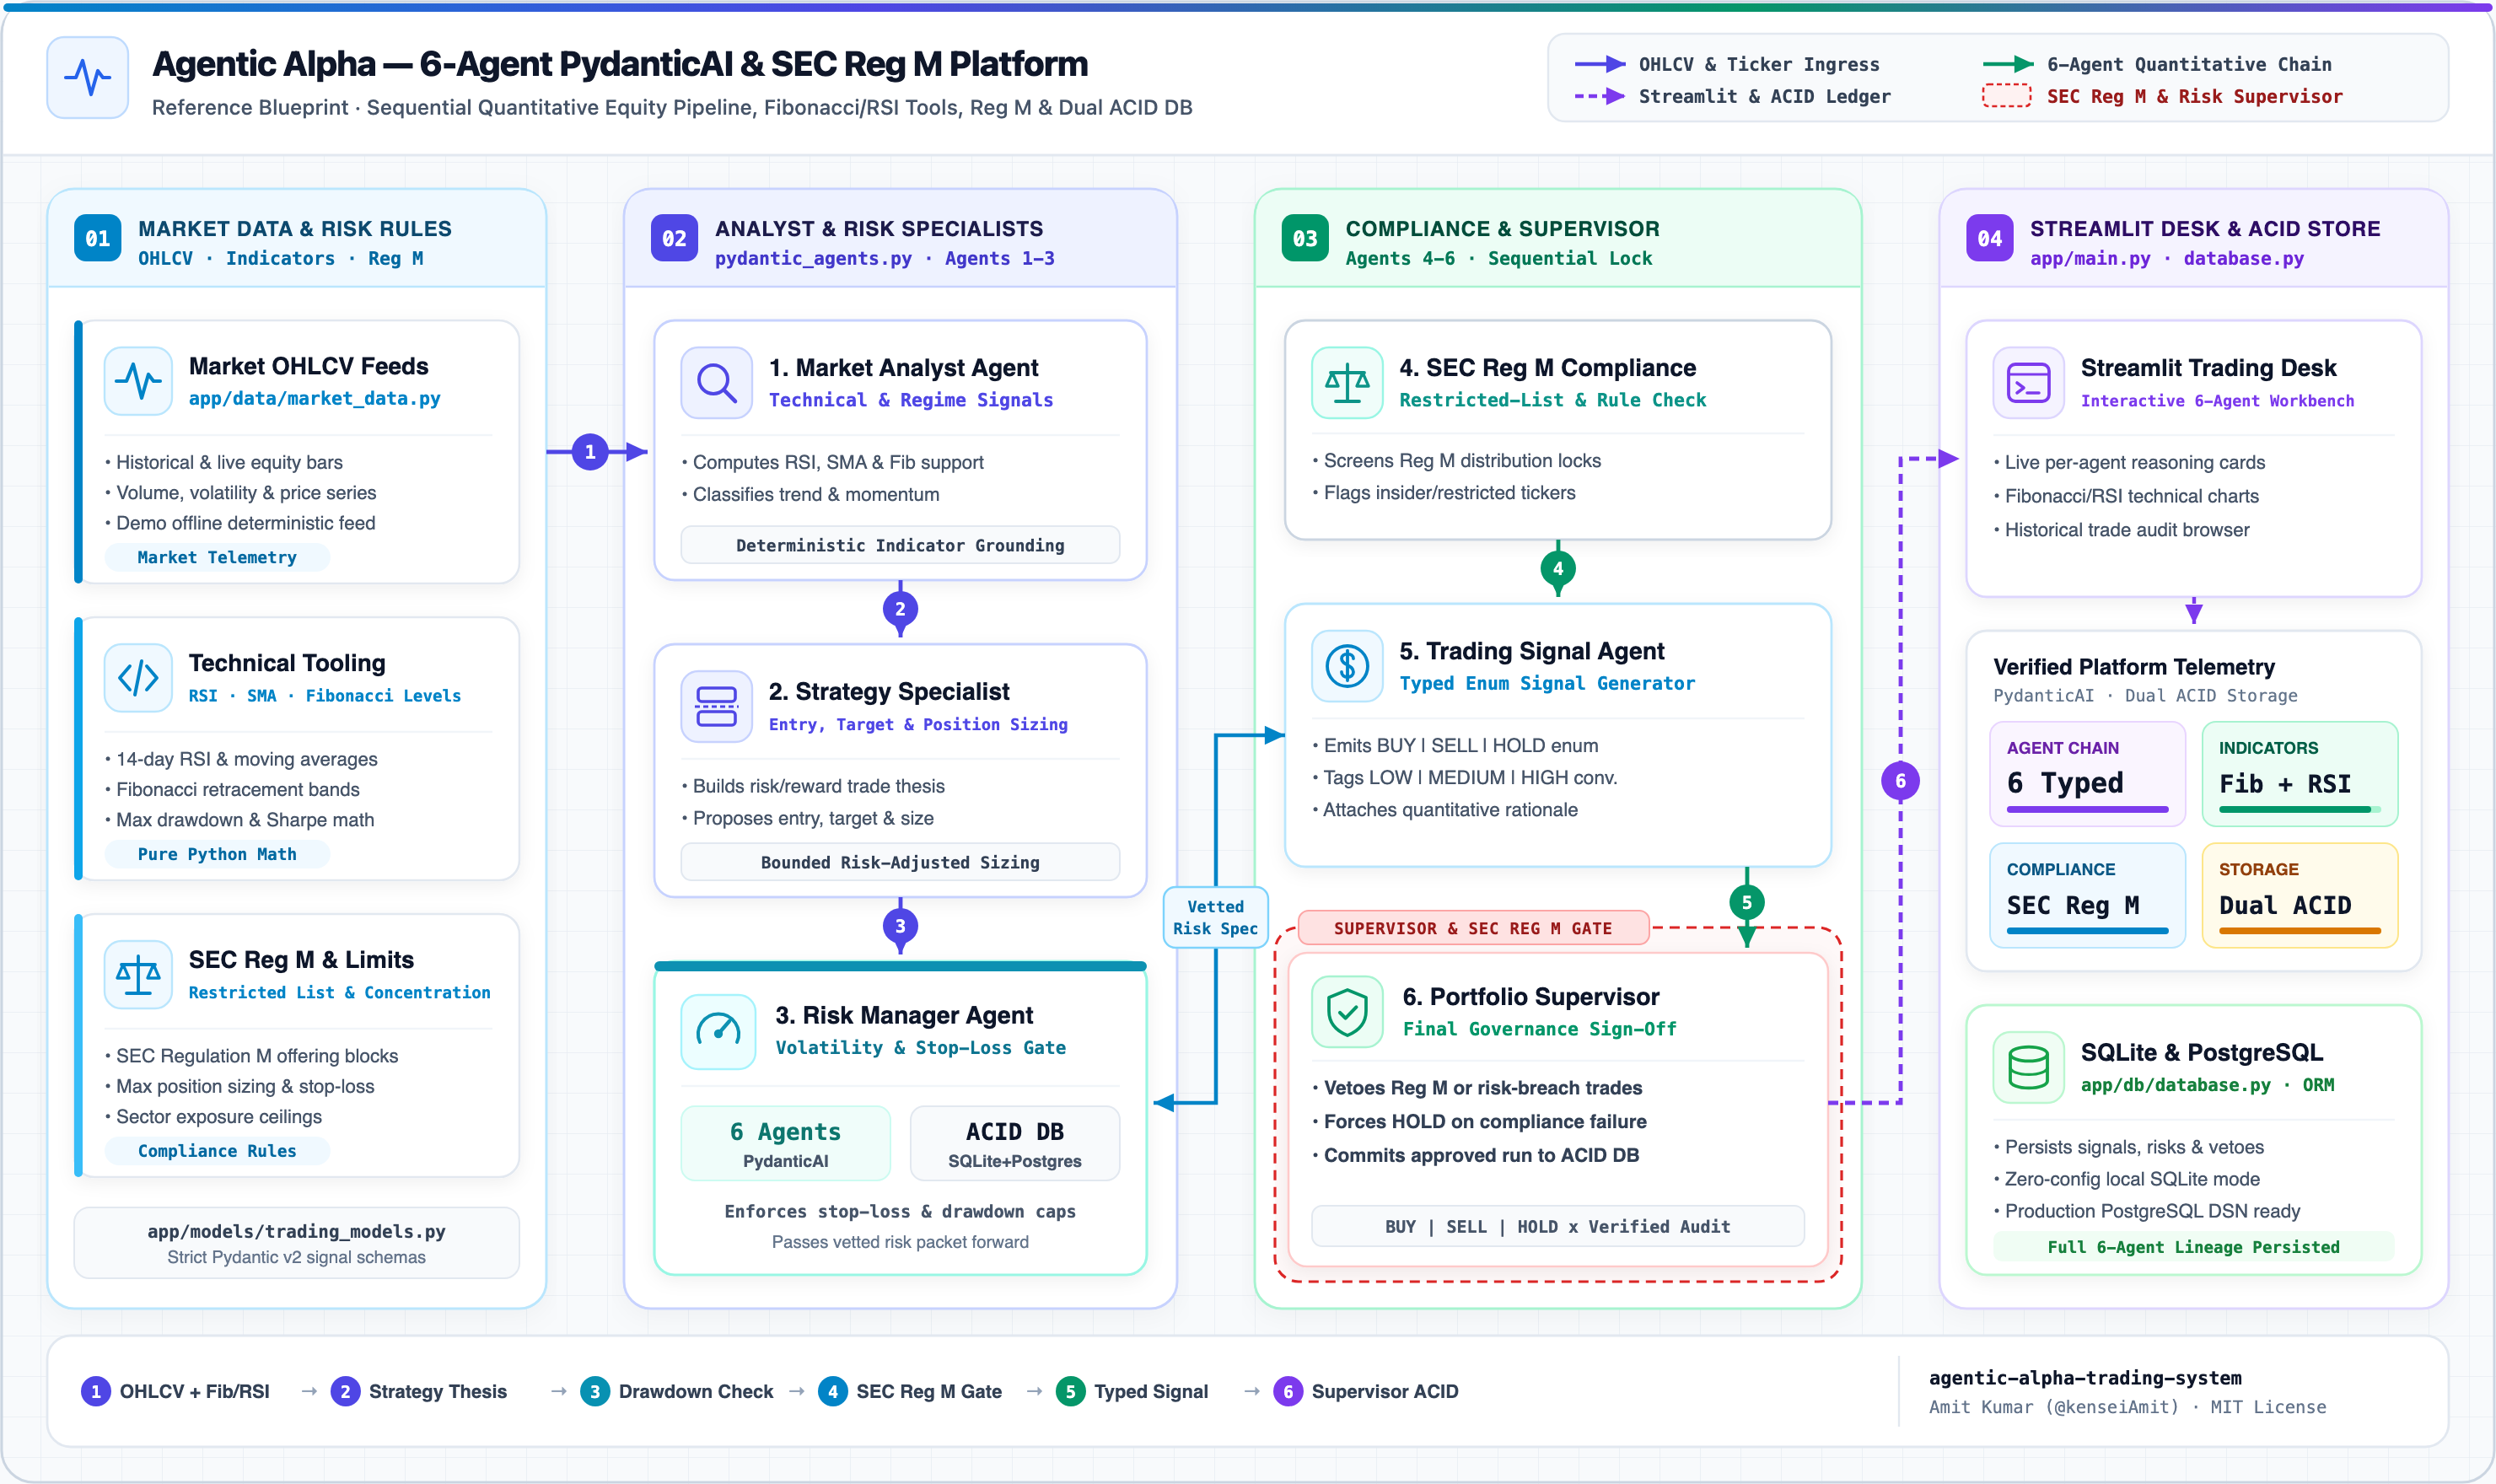 Agentic Alpha — 6-Agent PydanticAI & SEC Reg M Platform
Reference Blueprint · Sequential Quantitative Equity Pipeline, Fibonacci/RSI Tools, Reg M & Dual ACID DB
OHLCV & Ticker Ingress
6-Agent Quantitative Chain
Streamlit & ACID Ledger
SEC Reg M & Risk Supervisor
01
MARKET DATA & RISK RULES
OHLCV · Indicators · Reg M
Market OHLCV Feeds
app/data/market_data.py
• Historical & live equity bars
• Volume, volatility & price series
• Demo offline deterministic feed
Market Telemetry
Technical Tooling
RSI · SMA · Fibonacci Levels
• 14-day RSI & moving averages
• Fibonacci retracement bands
• Max drawdown & Sharpe math
Pure Python Math
SEC Reg M & Limits
Restricted List & Concentration
• SEC Regulation M offering blocks
• Max position sizing & stop-loss
• Sector exposure ceilings
Compliance Rules
app/models/trading_models.py
Strict Pydantic v2 signal schemas
1
02
ANALYST & RISK SPECIALISTS
pydantic_agents.py · Agents 1-3
1. Market Analyst Agent
Technical & Regime Signals
• Computes RSI, SMA & Fib support
• Classifies trend & momentum
Deterministic Indicator Grounding
2
2. Strategy Specialist
Entry, Target & Position Sizing
• Builds risk/reward trade thesis
• Proposes entry, target & size
Bounded Risk-Adjusted Sizing
3
3. Risk Manager Agent
Volatility & Stop-Loss Gate
6 Agents
PydanticAI
ACID DB
SQLite+Postgres
Enforces stop-loss & drawdown caps
Passes vetted risk packet forward
Vetted
Risk Spec
03
COMPLIANCE & SUPERVISOR
Agents 4-6 · Sequential Lock
4. SEC Reg M Compliance
Restricted-List & Rule Check
• Screens Reg M distribution locks
• Flags insider/restricted tickers
4
5. Trading Signal Agent
Typed Enum Signal Generator
• Emits BUY | SELL | HOLD enum
• Tags LOW | MEDIUM | HIGH conv.
• Attaches quantitative rationale
5
SUPERVISOR & SEC REG M GATE
6. Portfolio Supervisor
Final Governance Sign-Off
• Vetoes Reg M or risk-breach trades
• Forces HOLD on compliance failure
• Commits approved run to ACID DB
BUY | SELL | HOLD x Verified Audit
6
04
STREAMLIT DESK & ACID STORE
app/main.py · database.py
Streamlit Trading Desk
Interactive 6-Agent Workbench
• Live per-agent reasoning cards
• Fibonacci/RSI technical charts
• Historical trade audit browser
Verified Platform Telemetry
PydanticAI · Dual ACID Storage
AGENT CHAIN
6 Typed
INDICATORS
Fib + RSI
COMPLIANCE
SEC Reg M
STORAGE
Dual ACID
SQLite & PostgreSQL
app/db/database.py · ORM
• Persists signals, risks & vetoes
• Zero-config local SQLite mode
• Production PostgreSQL DSN ready
Full 6-Agent Lineage Persisted
1 OHLCV + Fib/RSI → 2 Strategy Thesis → 3 Drawdown Check → 4 SEC Reg M Gate → 5 Typed Signal → 6 Supervisor ACID
agentic-alpha-trading-system
Amit Kumar (@kenseiAmit) · MIT License